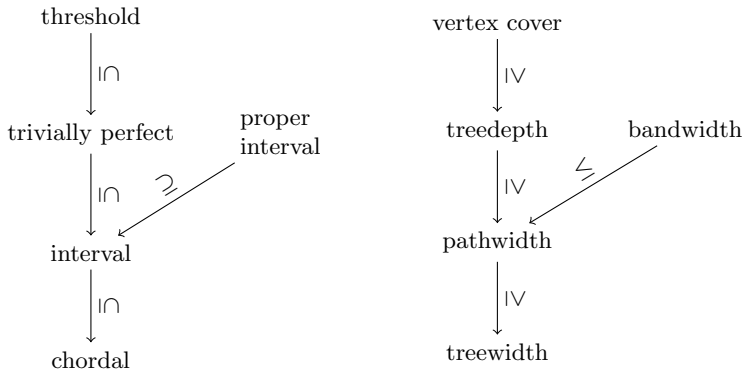 threshold
⊆
trivially perfect
proper
interval
⊆
⊇
interval
⊆
chordal
vertex cover
≥
treedepth
bandwidth
≥
≤
pathwidth
≥
treewidth